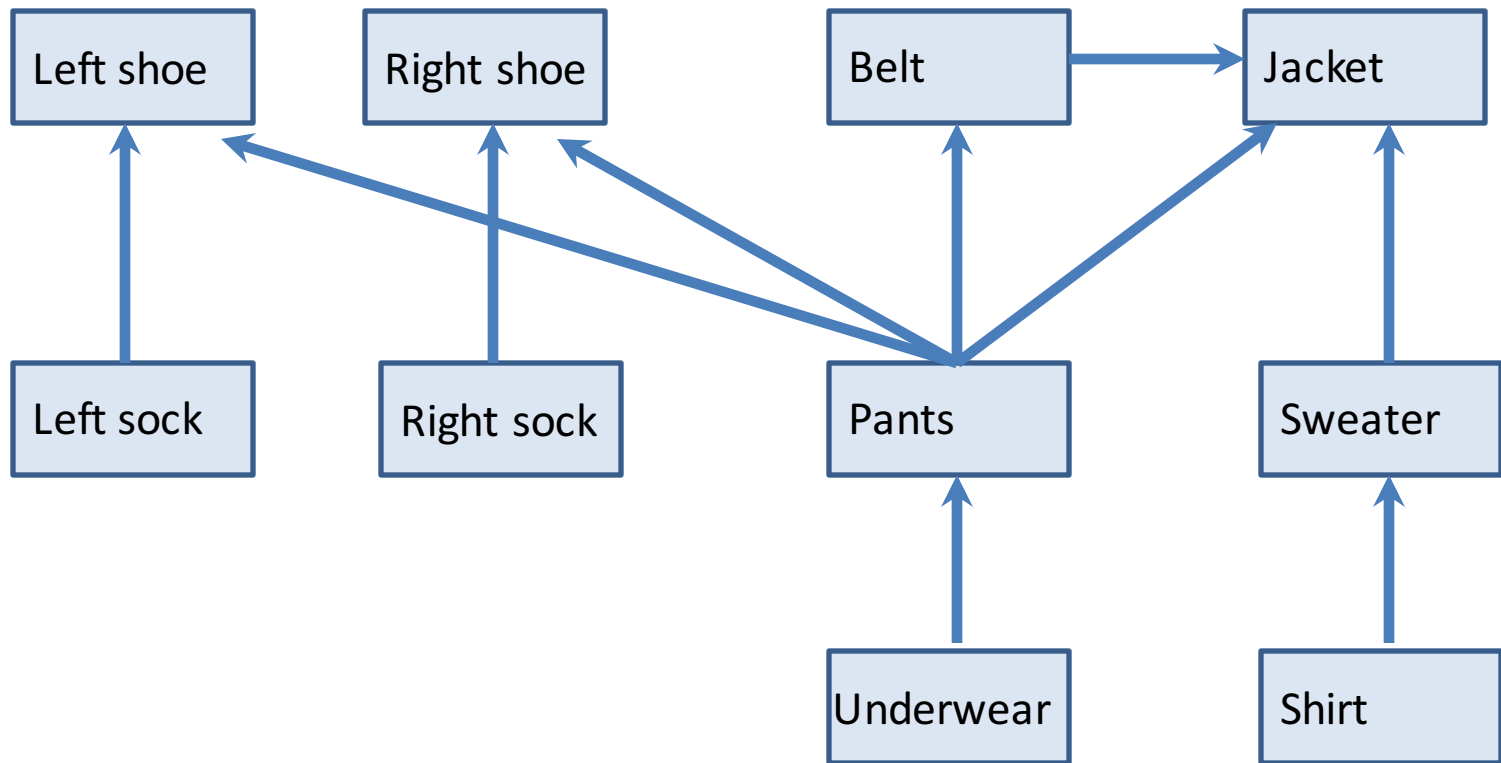 Left shoe
Right shoe
Belt
Jacket
Left sock
Right sock
Pants
Sweater
Underwear
Shirt